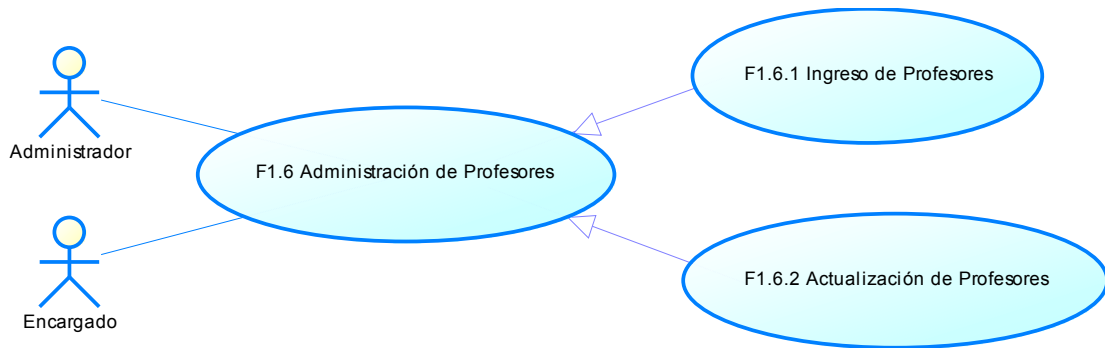 F1.6.1 Ingreso de Profesores
Administrador
F1.6 Administración de Profesores
F1.6.2 Actualización de Profesores
Encargado